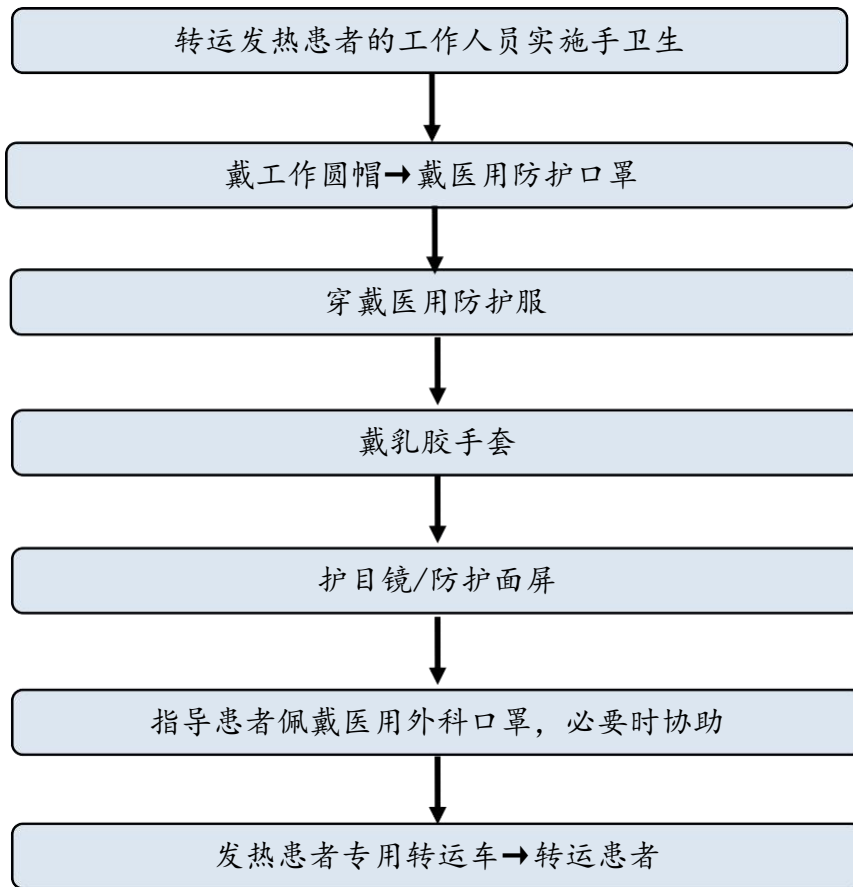 转运发热患者的工作人员实施手卫生
戴工作圆帽→戴医用防护口罩
穿戴医用防护服
戴乳胶手套
护目镜/防护面屏
指导患者佩戴医用外科口罩，必要时协助
发热患者专用转运车→转运患者